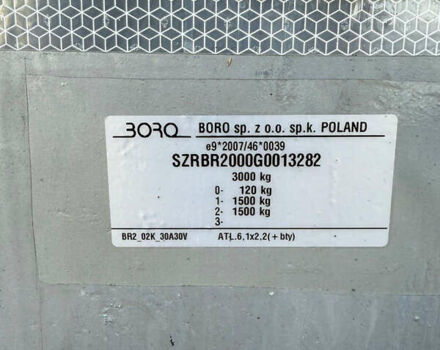 BORO BORO sp. z o.o. sp.k. POLAND
e9*2007/46*0039
SZRBR2000G0013282
3000 kg
0- 120 kg
1- 1500 kg
2- 1500 kg
3-
BR2_02K_30A30V ATŁ.6,1x2,2(+ bty)